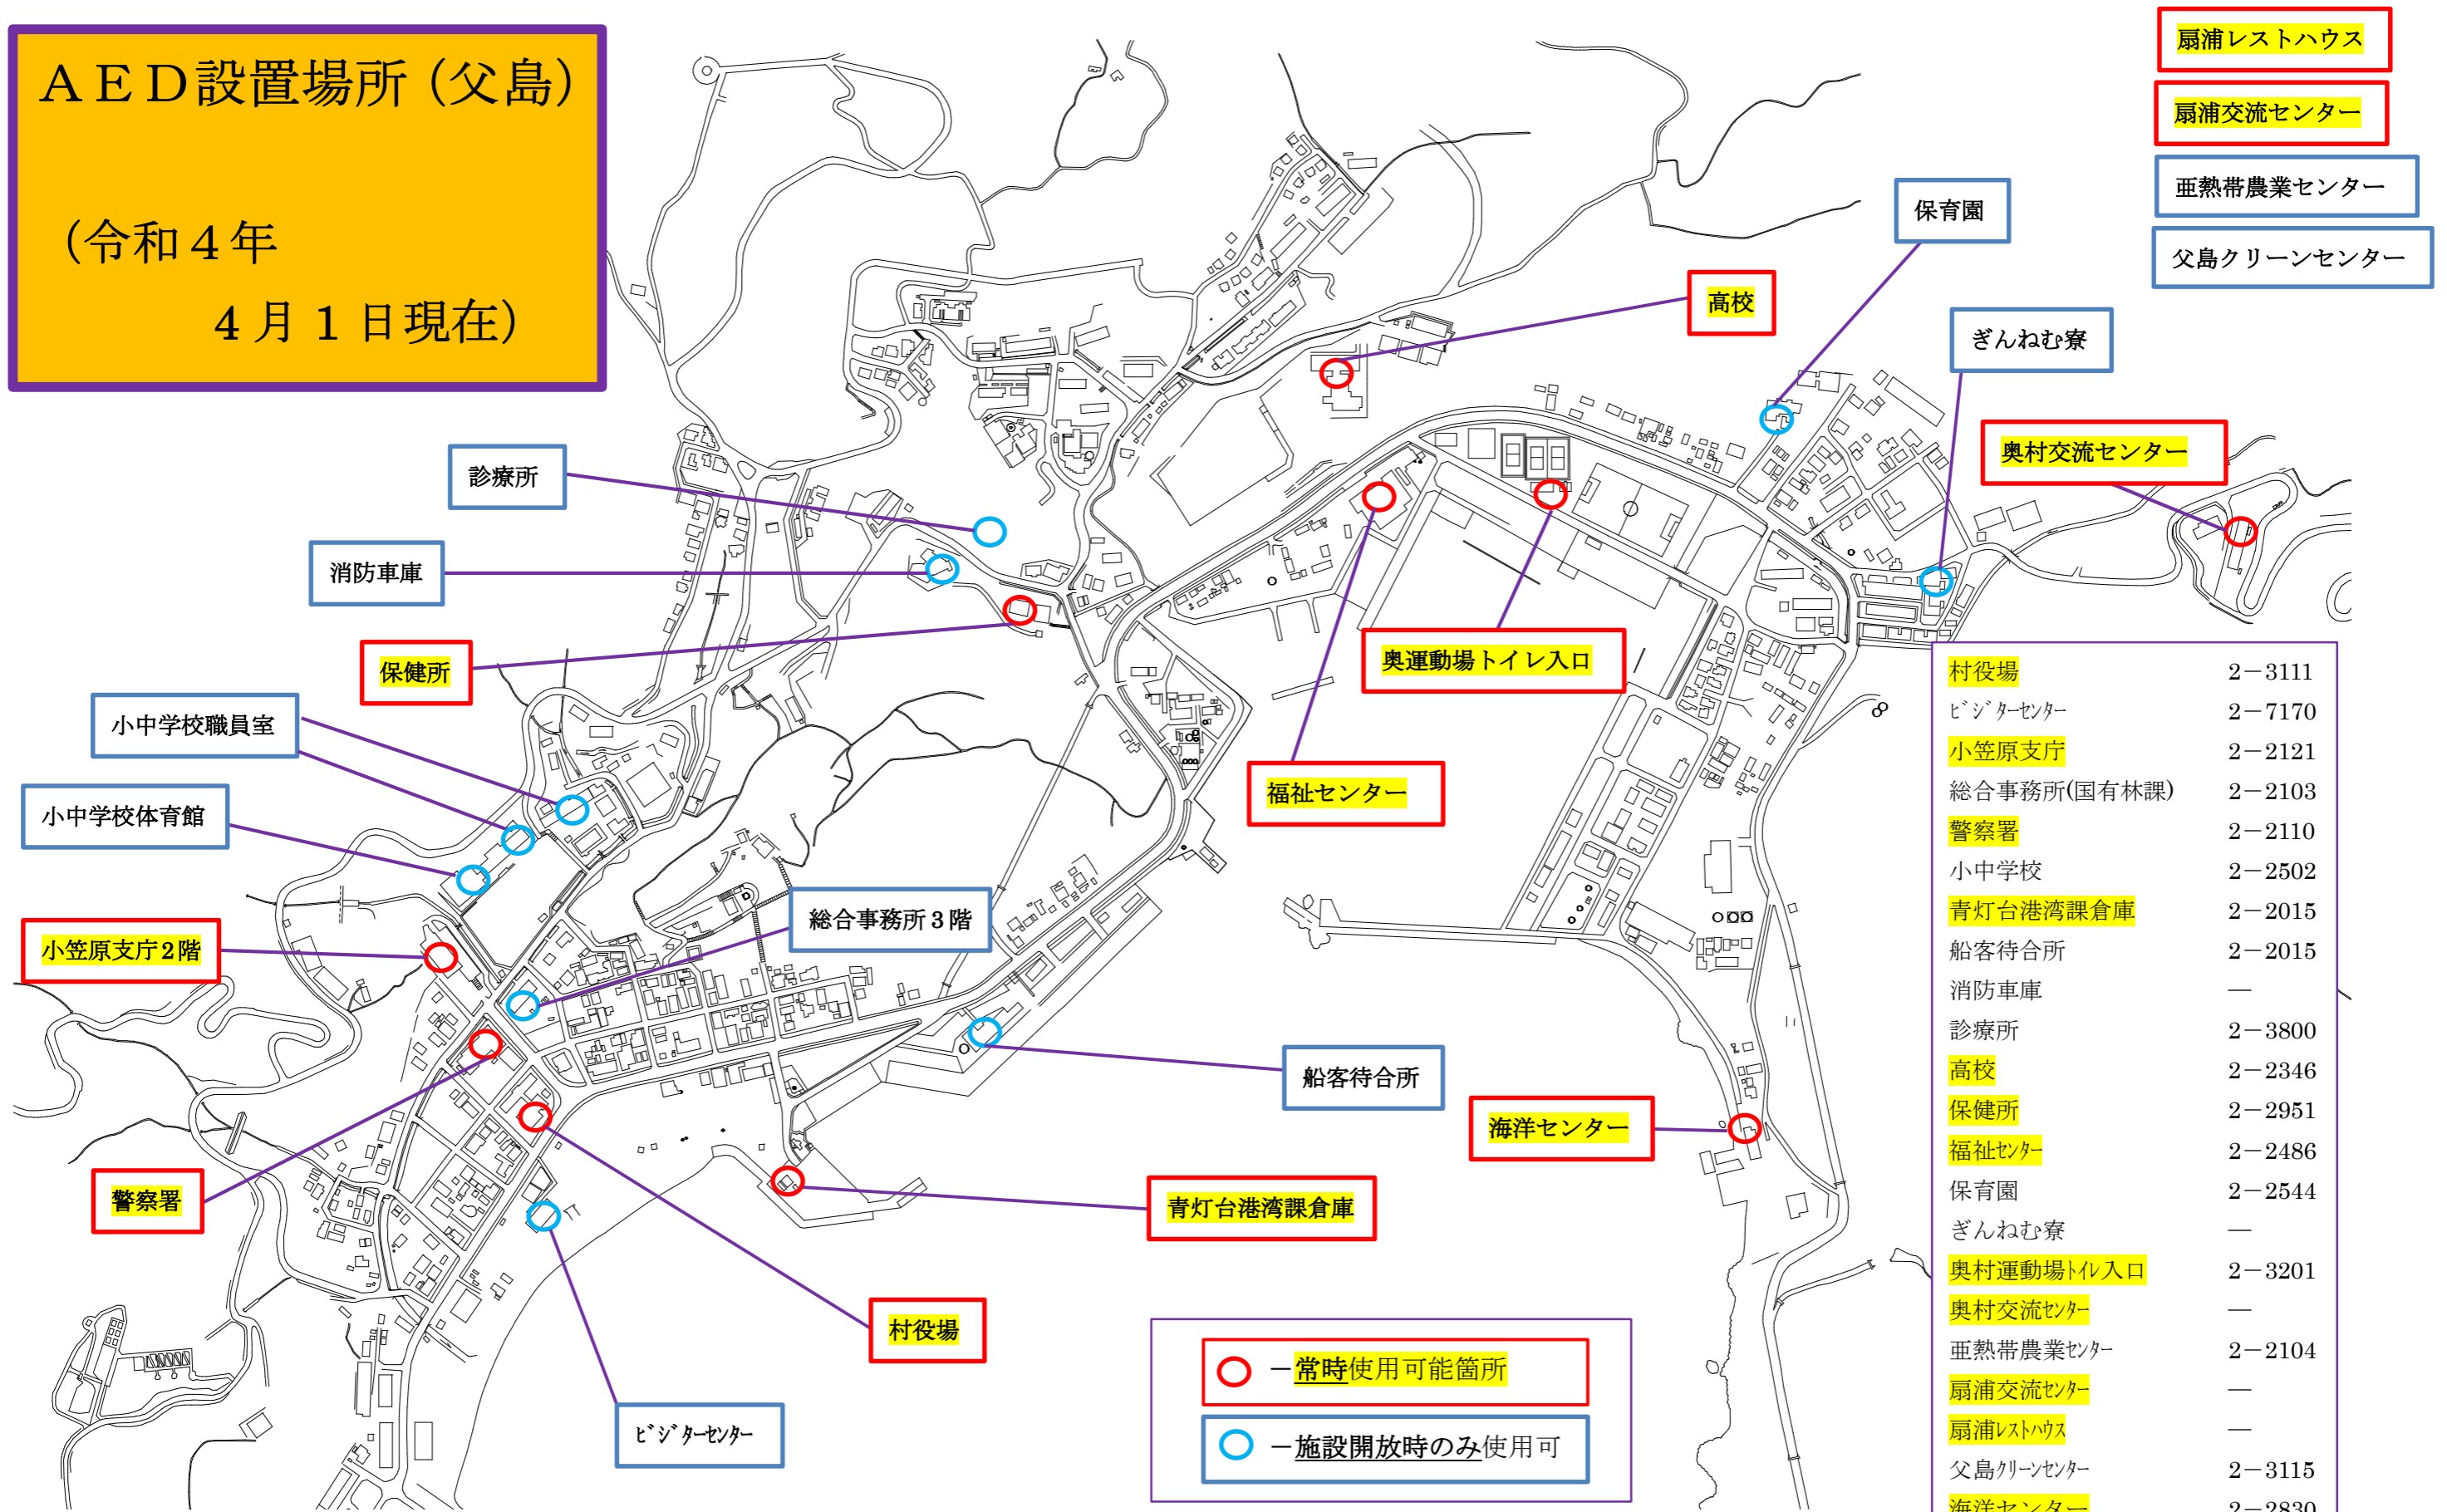 ＡＥＤ設置場所（父島）
（令和４年
４月１日現在）
扇浦レストハウス
扇浦交流センター
亜熱帯農業センター
父島クリーンセンター
保育園
高校
ぎんねむ寮
奥村交流センター
診療所
消防車庫
保健所
奥運動場トイレ入口
小中学校職員室
福祉センター
小中学校体育館
総合事務所３階
小笠原支庁2階
船客待合所
海洋センター
警察署
青灯台港湾課倉庫
村役場
ﾋﾞｼﾞﾀｰｾﾝﾀｰ
－常時使用可能箇所
－施設開放時のみ使用可
村役場 2－3111
ﾋﾞｼﾞﾀｰｾﾝﾀｰ 2－7170
小笠原支庁 2－2121
総合事務所(国有林課) 2－2103
警察署 2－2110
小中学校 2－2502
青灯台港湾課倉庫 2－2015
船客待合所 2－2015
消防車庫 ―
診療所 2－3800
高校 2－2346
保健所 2－2951
福祉ｾﾝﾀｰ 2－2486
保育園 2－2544
ぎんねむ寮 ―
奥村運動場ﾄｲﾚ入口 2－3201
奥村交流ｾﾝﾀｰ ―
亜熱帯農業ｾﾝﾀｰ 2－2104
扇浦交流ｾﾝﾀｰ ―
扇浦ﾚｽﾄﾊｳｽ ―
父島ｸﾘｰﾝｾﾝﾀｰ 2－3115
海洋センター 2－2830